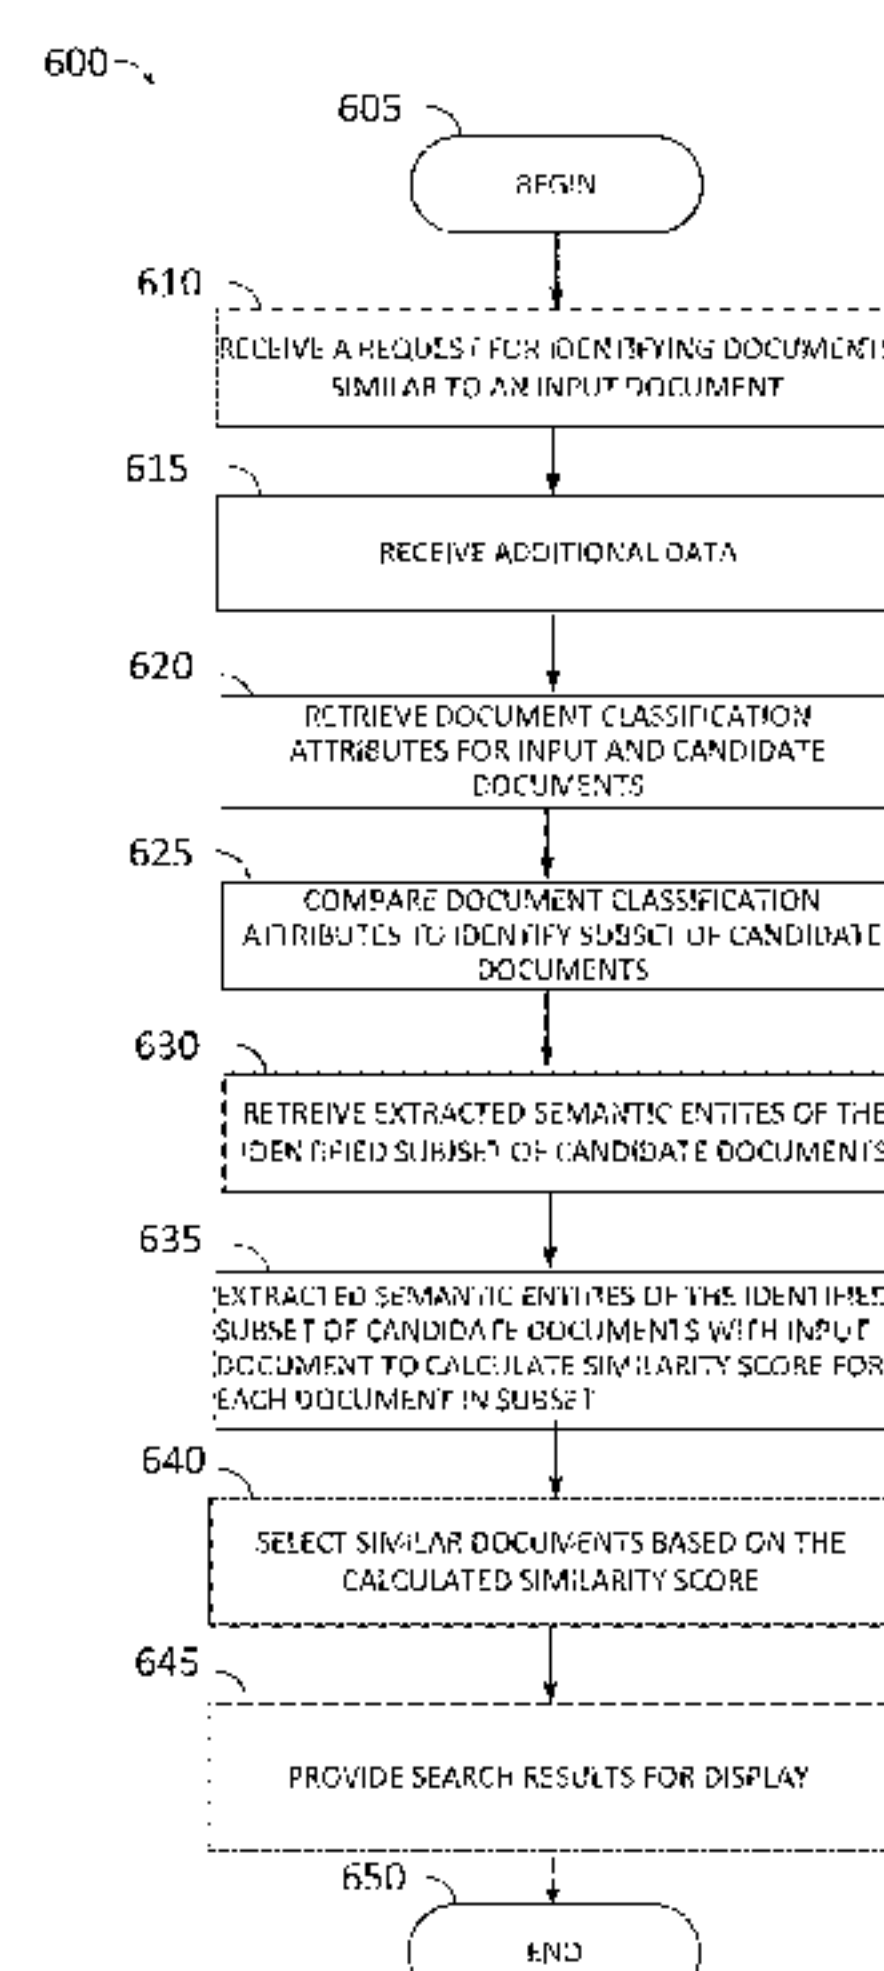 600
605
BEGIN
610
RECEIVE A REQUEST FOR IDENTIFYING DOCUMENTS
SIMILAR TO AN INPUT DOCUMENT
615
RECEIVE ADDITIONAL DATA
620
RETRIEVE DOCUMENT CLASSIFICATION
ATTRIBUTES FOR INPUT AND CANDIDATE
DOCUMENTS
625
COMPARE DOCUMENT CLASSIFICATION
ATTRIBUTES TO IDENTIFY SUBSET OF CANDIDATE
DOCUMENTS
630
RETREIVE EXTRACTED SEMANTIC ENTITES OF THE
IDENTIFIED SUBSET OF CANDIDATE DOCUMENTS
635
EXTRACTED SEMANTIC ENTITIES OF THE IDENTIFIED
SUBSET OF CANDIDATE DOCUMENTS WITH INPUT
DOCUMENT TO CALCULATE SIMILARITY SCORE FOR
EACH DOCUMENT IN SUBSET
640
SELECT SIMILAR DOCUMENTS BASED ON THE
CALCULATED SIMILARITY SCORE
645
PROVIDE SEARCH RESULTS FOR DISPLAY
650
END